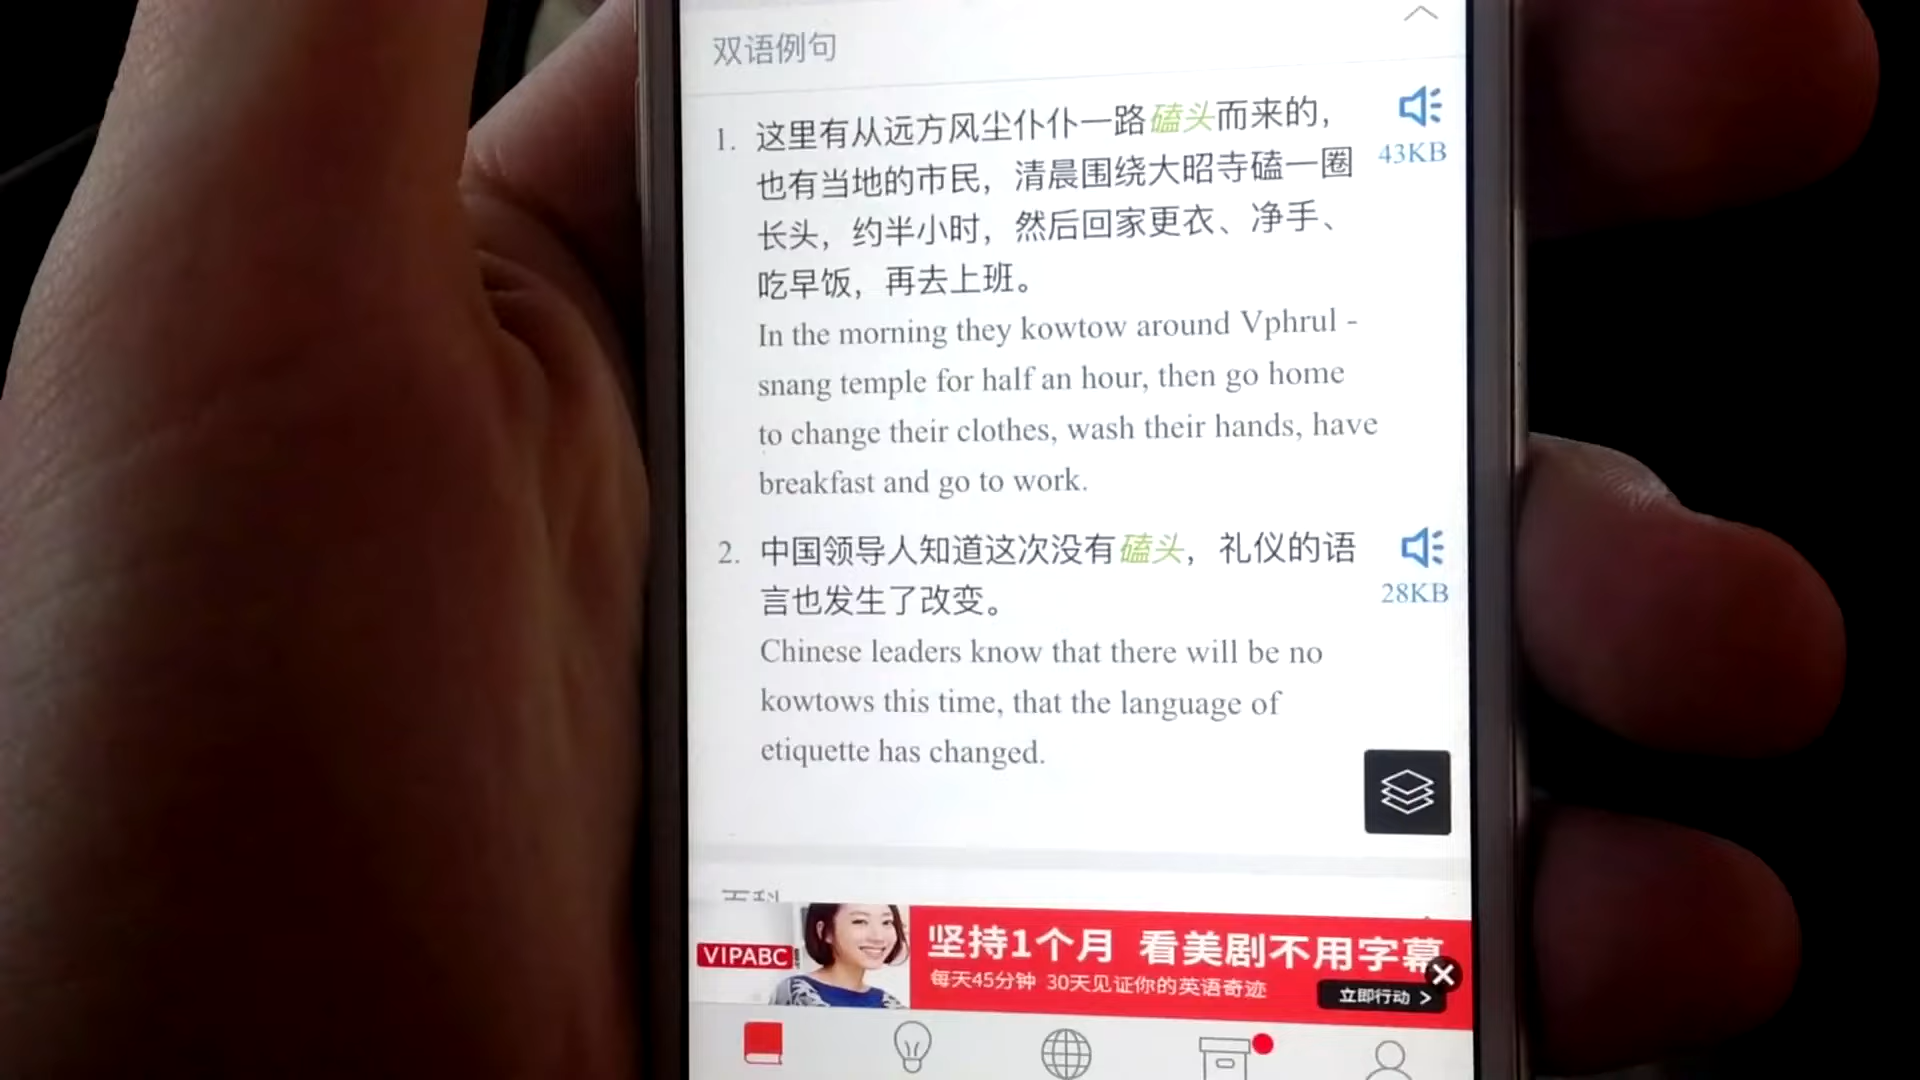 双语例句
1. 这里有从远方风尘仆仆一路磕头而来的，
43KB
也有当地的市民，清晨围绕大昭寺磕一圈
长头，约半小时，然后回家更衣、净手、
吃早饭，再去上班。
In the morning they kowtow around Vphrul -
snang temple for half an hour, then go home
to change their clothes, wash their hands, have
breakfast and go to work.
2. 中国领导人知道这次没有磕头，礼仪的语
28KB
言也发生了改变。
Chinese leaders know that there will be no
kowtows this time, that the language of
etiquette has changed.
百科
VIPABC
坚持1个月 看美剧不用字幕
每天45分钟 30天见证你的英语奇迹
立即行动 >